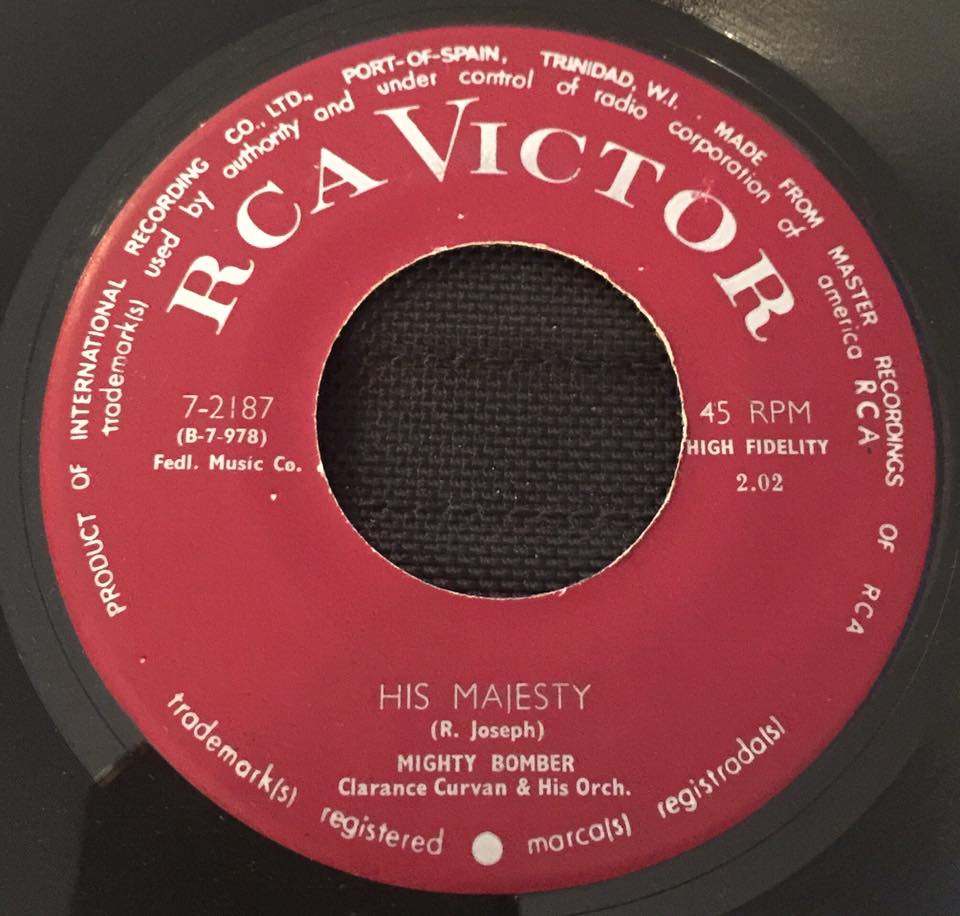 PRODUCT OF INTERNATIONAL RECORDING CO., LTD., PORT-OF-SPAIN, TRINIDAD, W.I. MADE FROM MASTER RECORDINGS OF RCA
trademark(s) used by authority and under control of radio corporation of america RCA
RCA VICTOR
7-2187
(B-7-978)
Fedl. Music Co.
45 RPM
HIGH FIDELITY
2.02
HIS MAJESTY
(R. Joseph)
MIGHTY BOMBER
Clarance Curvan & His Orch.
trademark(s) registered marca(s) registrada(s)